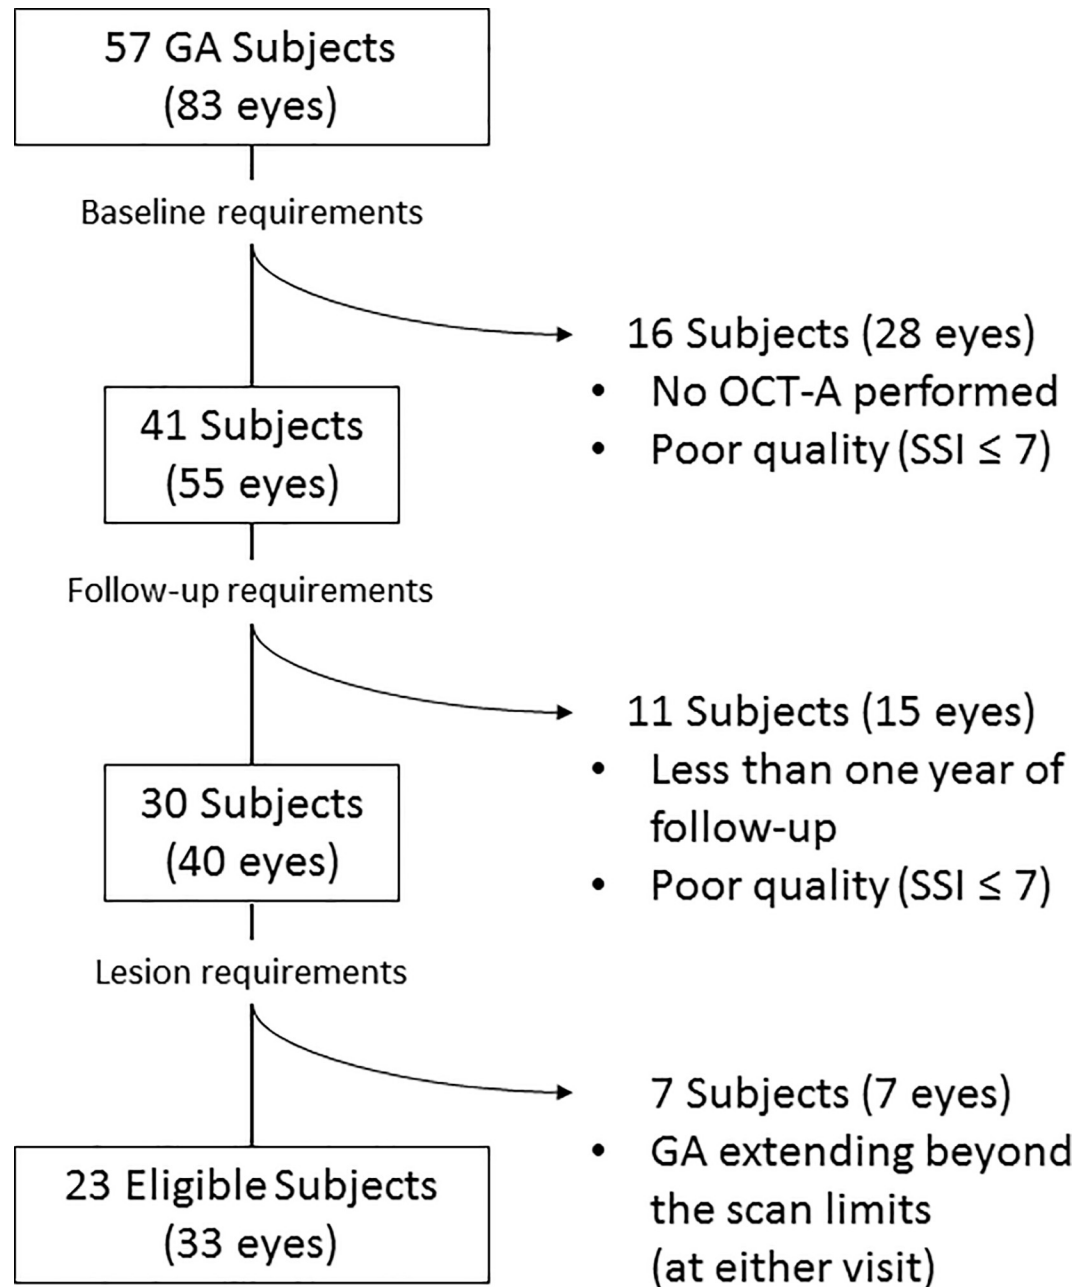 57 GA Subjects
(83 eyes)
Baseline requirements
16 Subjects (28 eyes)
• No OCT-A performed
• Poor quality (SSI ≤ 7)
41 Subjects
(55 eyes)
Follow-up requirements
11 Subjects (15 eyes)
• Less than one year of
follow-up
• Poor quality (SSI ≤ 7)
30 Subjects
(40 eyes)
Lesion requirements
7 Subjects (7 eyes)
• GA extending beyond
the scan limits
(at either visit)
23 Eligible Subjects
(33 eyes)